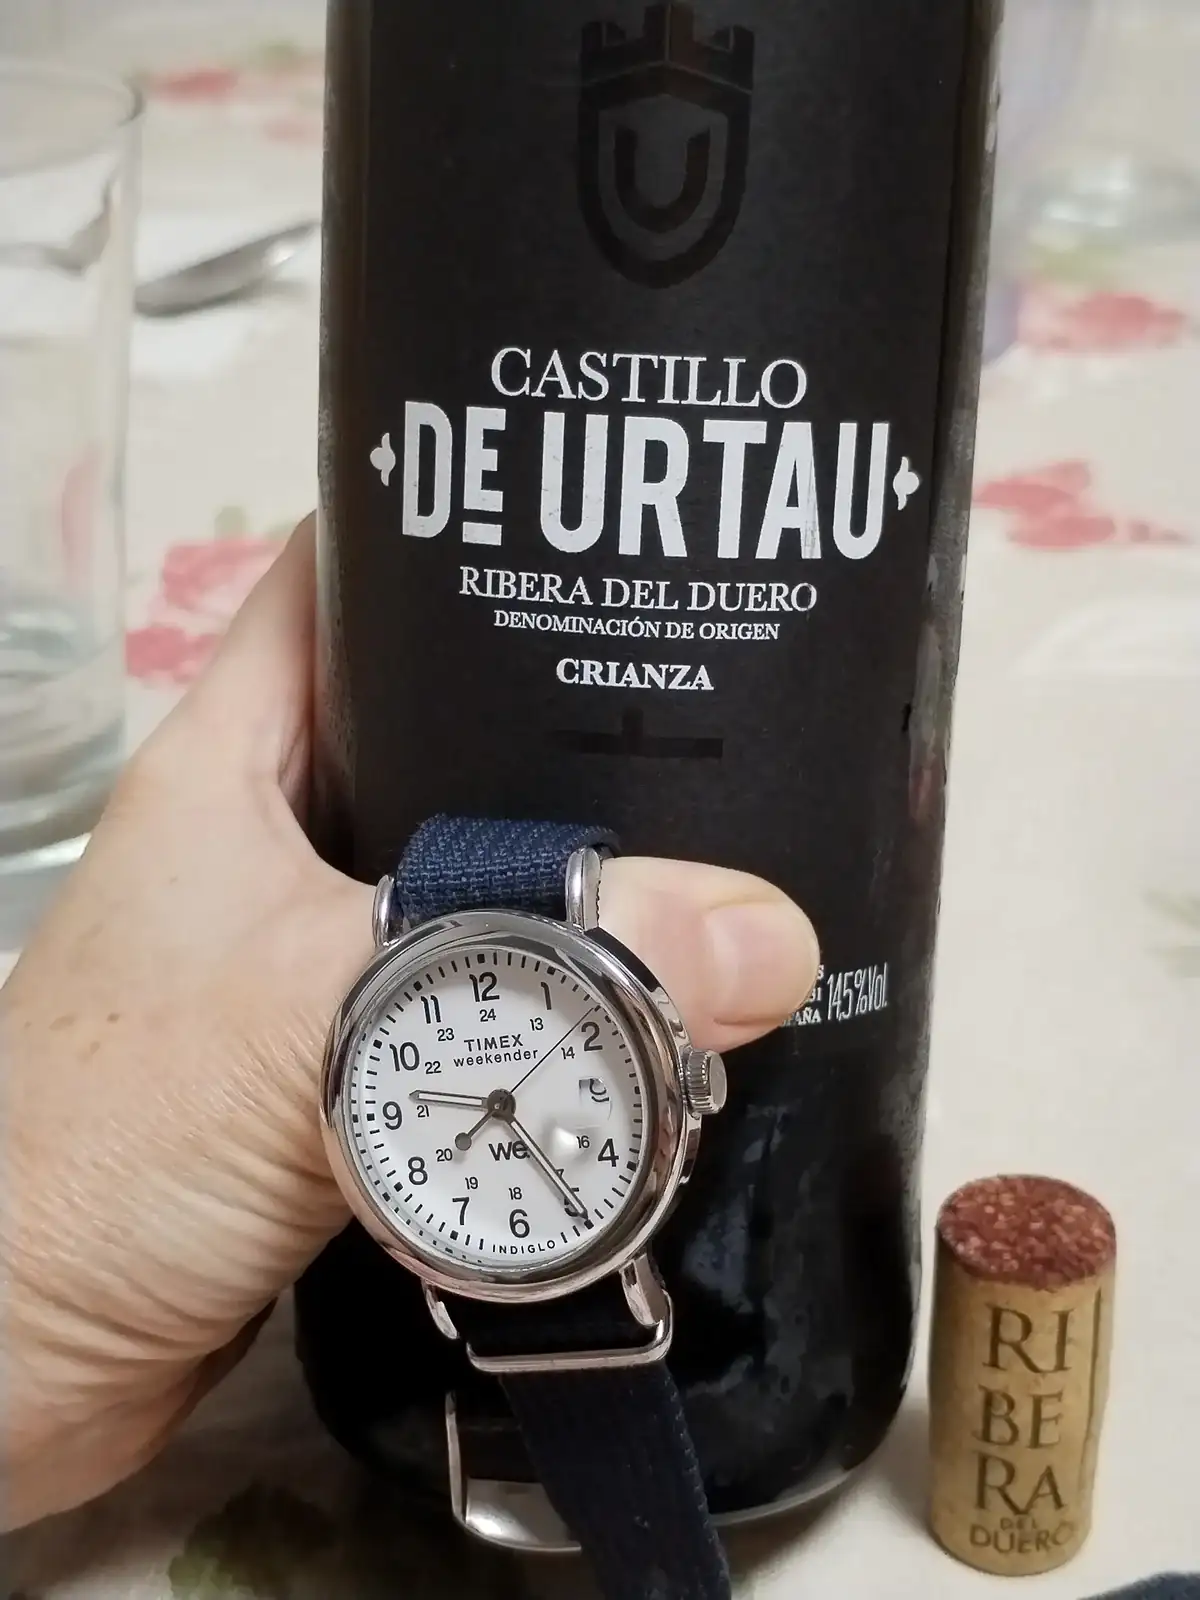 CASTILLO
DE URTAU
RIBERA DEL DUERO
DENOMINACIÓN DE ORIGEN
CRIANZA
14,5%Vol.
12
1
2
4
5
6
7
8
9
10
11
24
13
14
16
18
19
20
21
22
23
TIMEX
weekender
we
INDIGLO
RI
BE
RA
DEL
DUERO